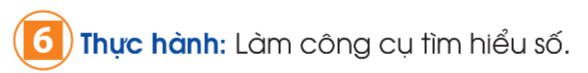 6 Thực hành: Làm công cụ tìm hiểu số.